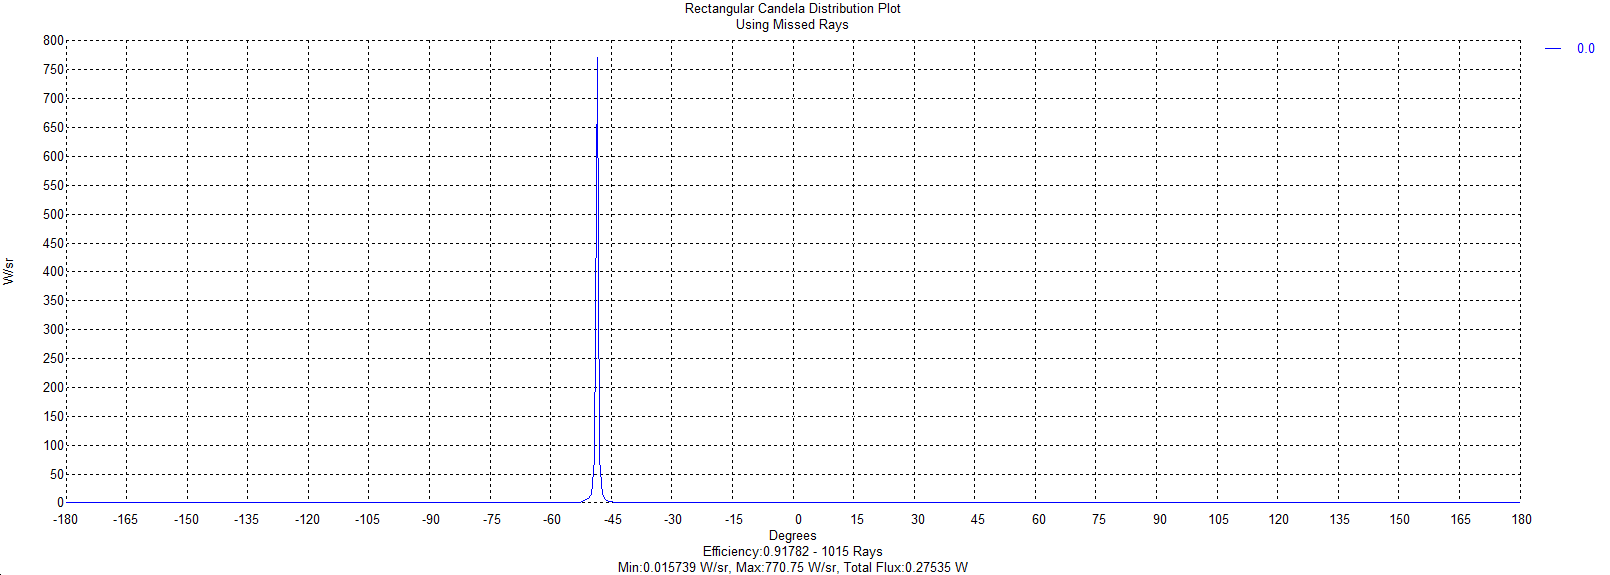 Rectangular Candela Distribution Plot
Using Missed Rays
0.0
W/sr
800
750
700
650
600
550
500
450
400
350
300
250
200
150
100
50
0
-180 -165 -150 -135 -120 -105 -90 -75 -60 -45 -30 -15 0 15 30 45 60 75 90 105 120 135 150 165 180
Degrees
Efficiency:0.91782 - 1015 Rays
Min:0.015739 W/sr, Max:770.75 W/sr, Total Flux:0.27535 W